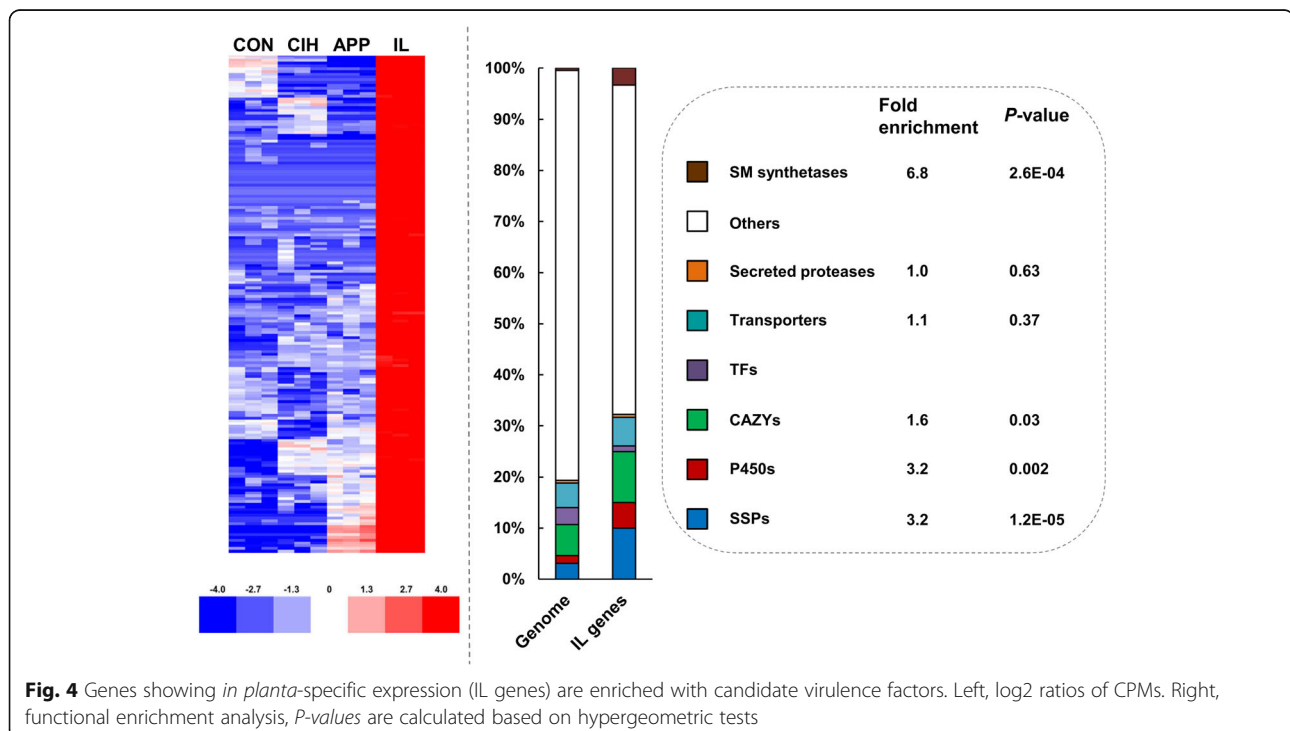 CON CIH APP IL
-4.0 -2.7 -1.3 0 1.3 2.7 4.0
100%
90%
80%
70%
60%
50%
40%
30%
20%
10%
0%
Genome
IL genes
Fold enrichment P-value
SM synthetases 6.8 2.6E-04
Others
Secreted proteases 1.0 0.63
Transporters 1.1 0.37
TFs
CAZYs 1.6 0.03
P450s 3.2 0.002
SSPs 3.2 1.2E-05
Fig. 4 Genes showing in planta-specific expression (IL genes) are enriched with candidate virulence factors. Left, log2 ratios of CPMs. Right,
functional enrichment analysis, P-values are calculated based on hypergeometric tests